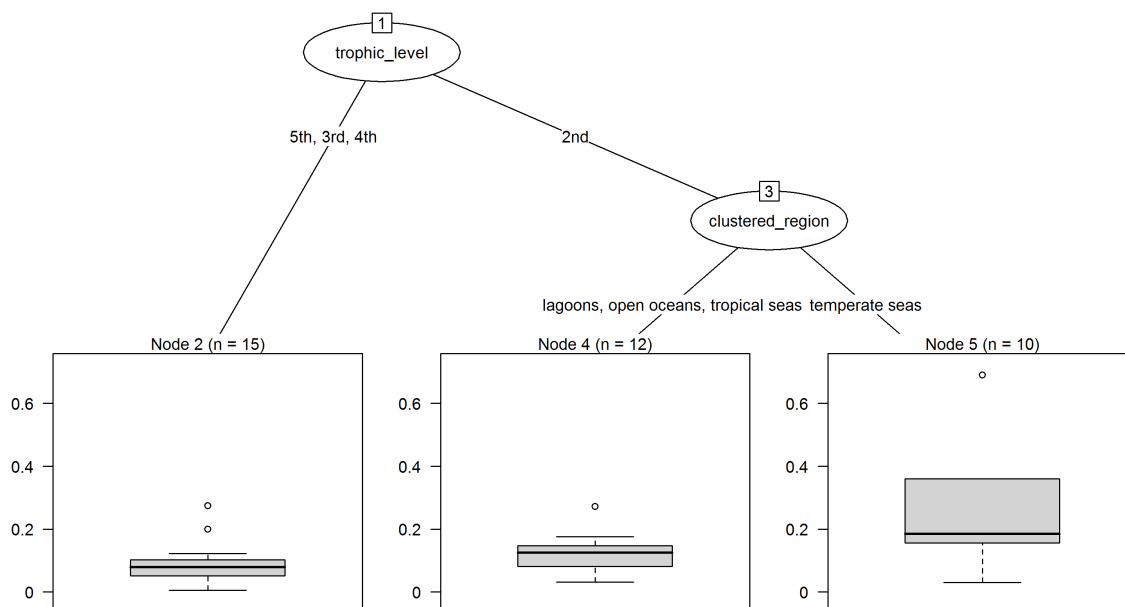 1
trophic_level
5th, 3rd, 4th
2nd
3
clustered_region
lagoons, open oceans, tropical seas
temperate seas
Node 2 (n = 15)
0.6
0.4
0.2
0
Node 4 (n = 12)
0.6
0.4
0.2
0
Node 5 (n = 10)
0.6
0.4
0.2
0